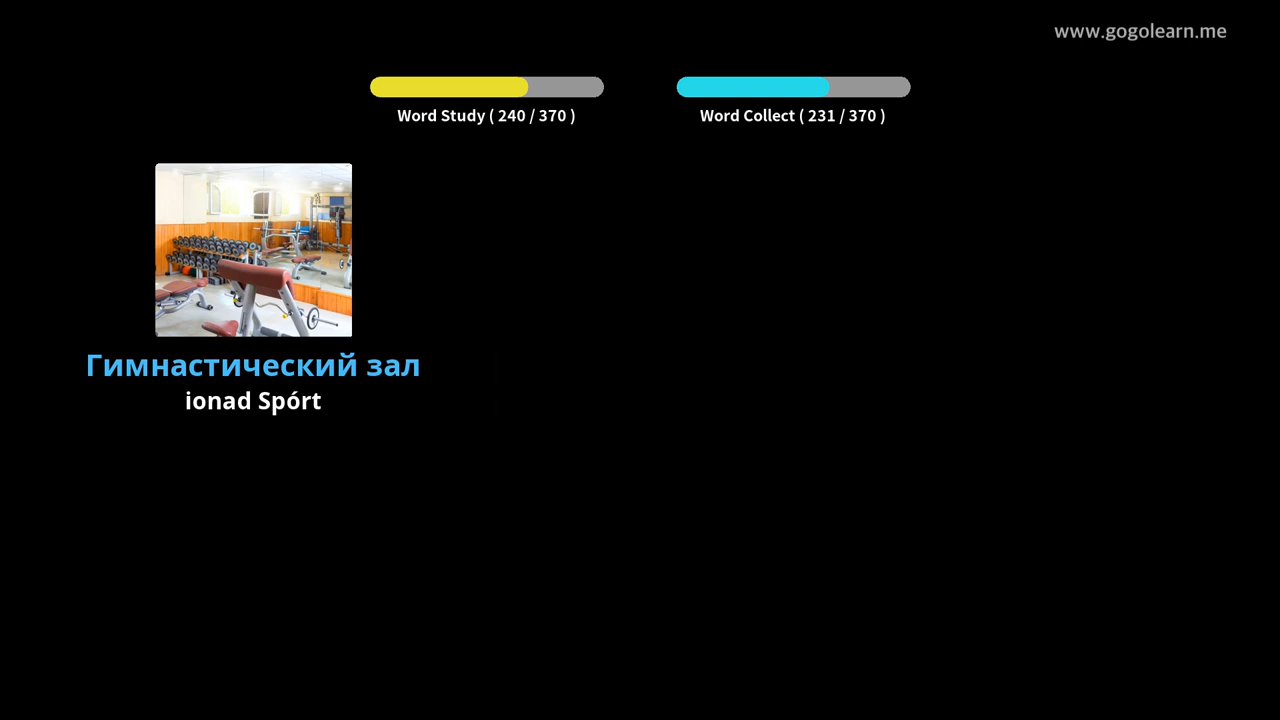 www.gogolearn.me
Word Study ( 240 / 370 )
Word Collect ( 231 / 370 )
Гимнастический зал
ionad Spórt